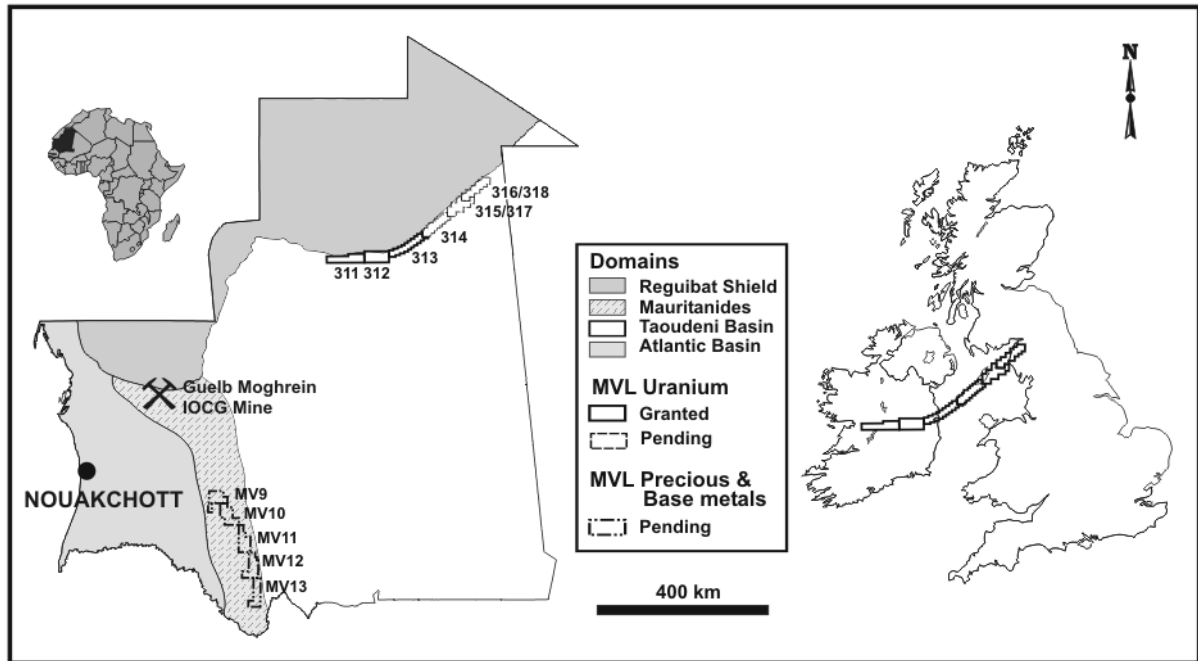 N
316/318
315/317
314
313
311 312
Domains
Reguibat Shield
Mauritanides
Taoudeni Basin
Atlantic Basin
MVL Uranium
Granted
Pending
MVL Precious &
Base metals
Pending
Guelb Moghrein
IOCG Mine
NOUAKCHOTT
MV9
MV10
MV11
MV12
MV13
400 km